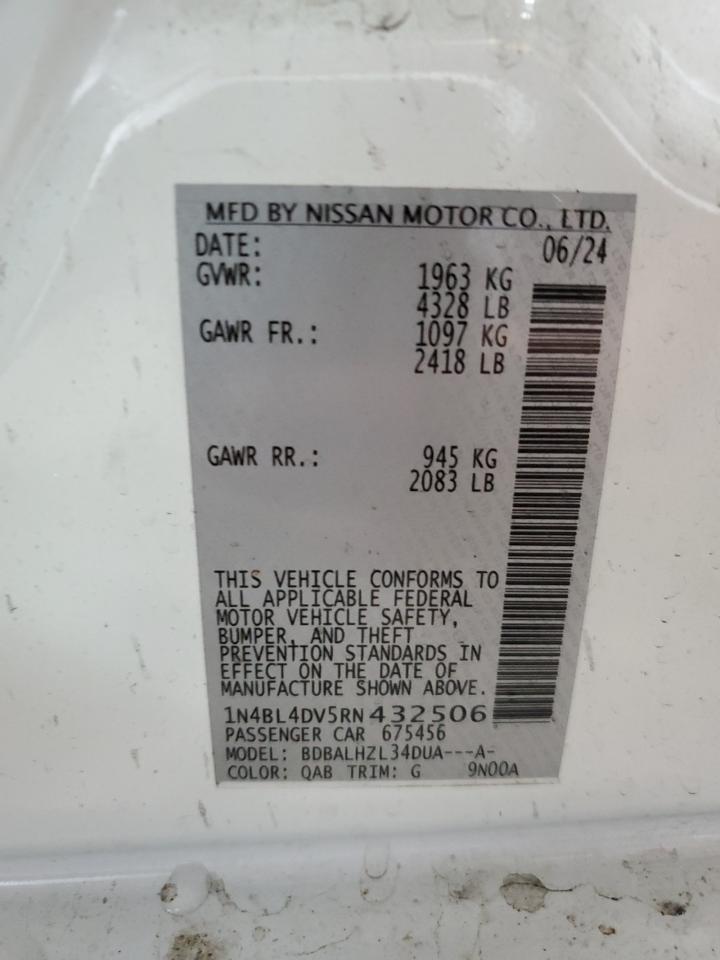 MFD BY NISSAN MOTOR CO., LTD.
DATE: 06/24
GVWR: 1963 KG
4328 LB
GAWR FR.: 1097 KG
2418 LB
GAWR RR.: 945 KG
2083 LB
THIS VEHICLE CONFORMS TO
ALL APPLICABLE FEDERAL
MOTOR VEHICLE SAFETY,
BUMPER, AND THEFT
PREVENTION STANDARDS IN
EFFECT ON THE DATE OF
MANUFACTURE SHOWN ABOVE.
1N4BL4DV5RN432506
PASSENGER CAR 675456
MODEL: BDBALHZL34DUA---A-
COLOR: QAB TRIM: G 9N00A